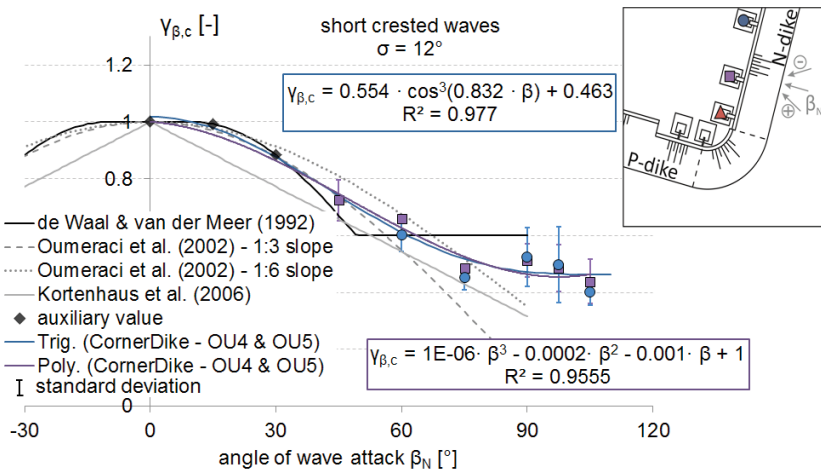 γβ,c [-]
short crested waves
σ = 12°
γβ,c = 0.554 · cos³(0.832 · β) + 0.463
R² = 0.977
1.2
1
0.8
0
de Waal & van der Meer (1992)
Oumeraci et al. (2002) - 1:3 slope
Oumeraci et al. (2002) - 1:6 slope
Kortenhaus et al. (2006)
auxiliary value
Trig. (CornerDike - OU4 & OU5)
Poly. (CornerDike - OU4 & OU5)
standard deviation
γβ,c = 1E-06· β³ - 0.0002· β² - 0.001· β + 1
R² = 0.9555
-30
0
30
60
90
120
angle of wave attack βN [°]
N-dike
P-dike
βN